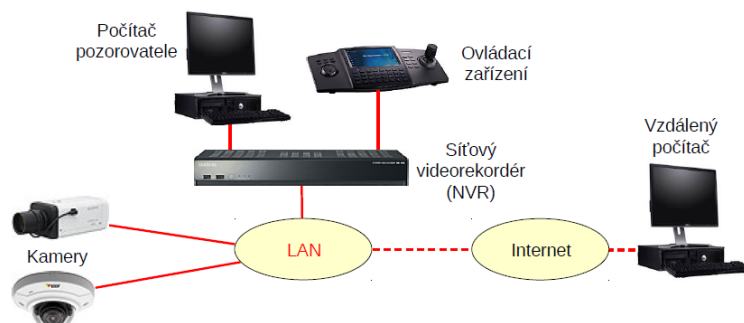 Počítač
pozorovatele
Ovládací
zařízení
Síťový
videorekordér
(NVR)
Vzdálený
počítač
Kamery
LAN
Internet